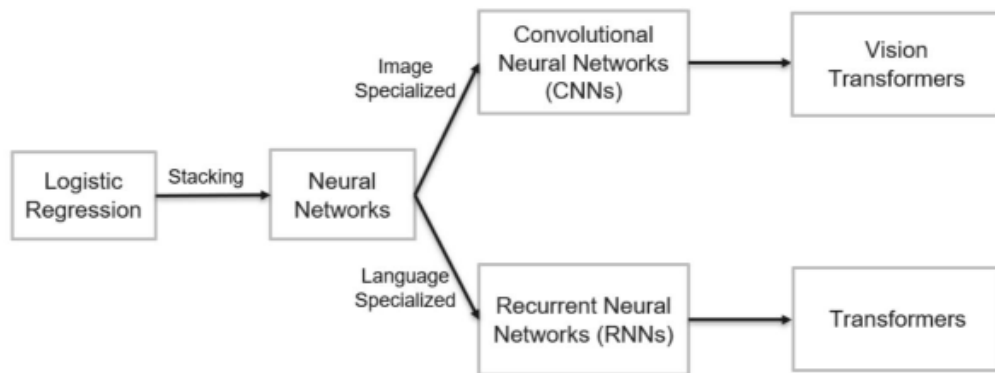 Logistic
Regression
Stacking
Neural
Networks
Image
Specialized
Convolutional
Neural Networks
(CNNs)
Vision
Transformers
Language
Specialized
Recurrent Neural
Networks (RNNs)
Transformers